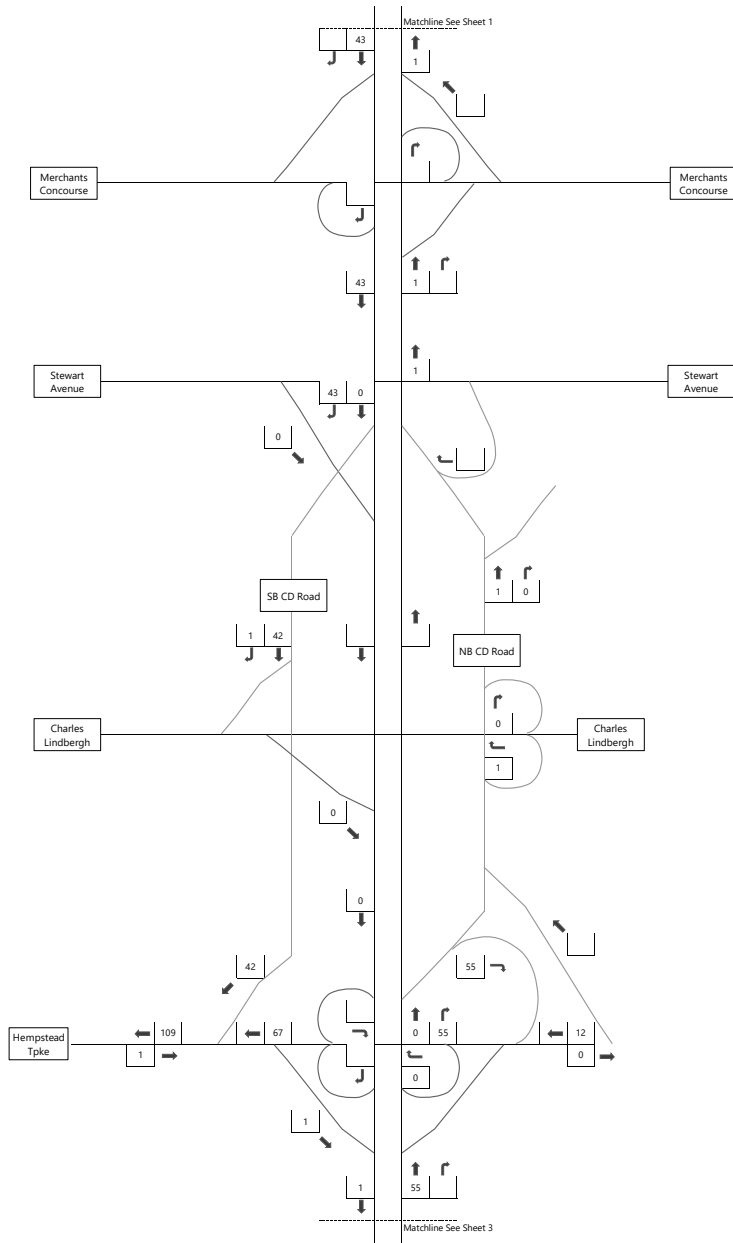 Matchline See Sheet 1
43
1
Merchants
Concourse
Merchants
Concourse
43
1
1
Stewart
Avenue
Stewart
Avenue
43
0
0
SB CD Road
1
0
1
42
NB CD Road
0
Charles
Lindbergh
Charles
Lindbergh
1
0
0
42
55
Hempstead
Tpke
109
67
0
55
12
1
0
0
1
1
55
Matchline See Sheet 3